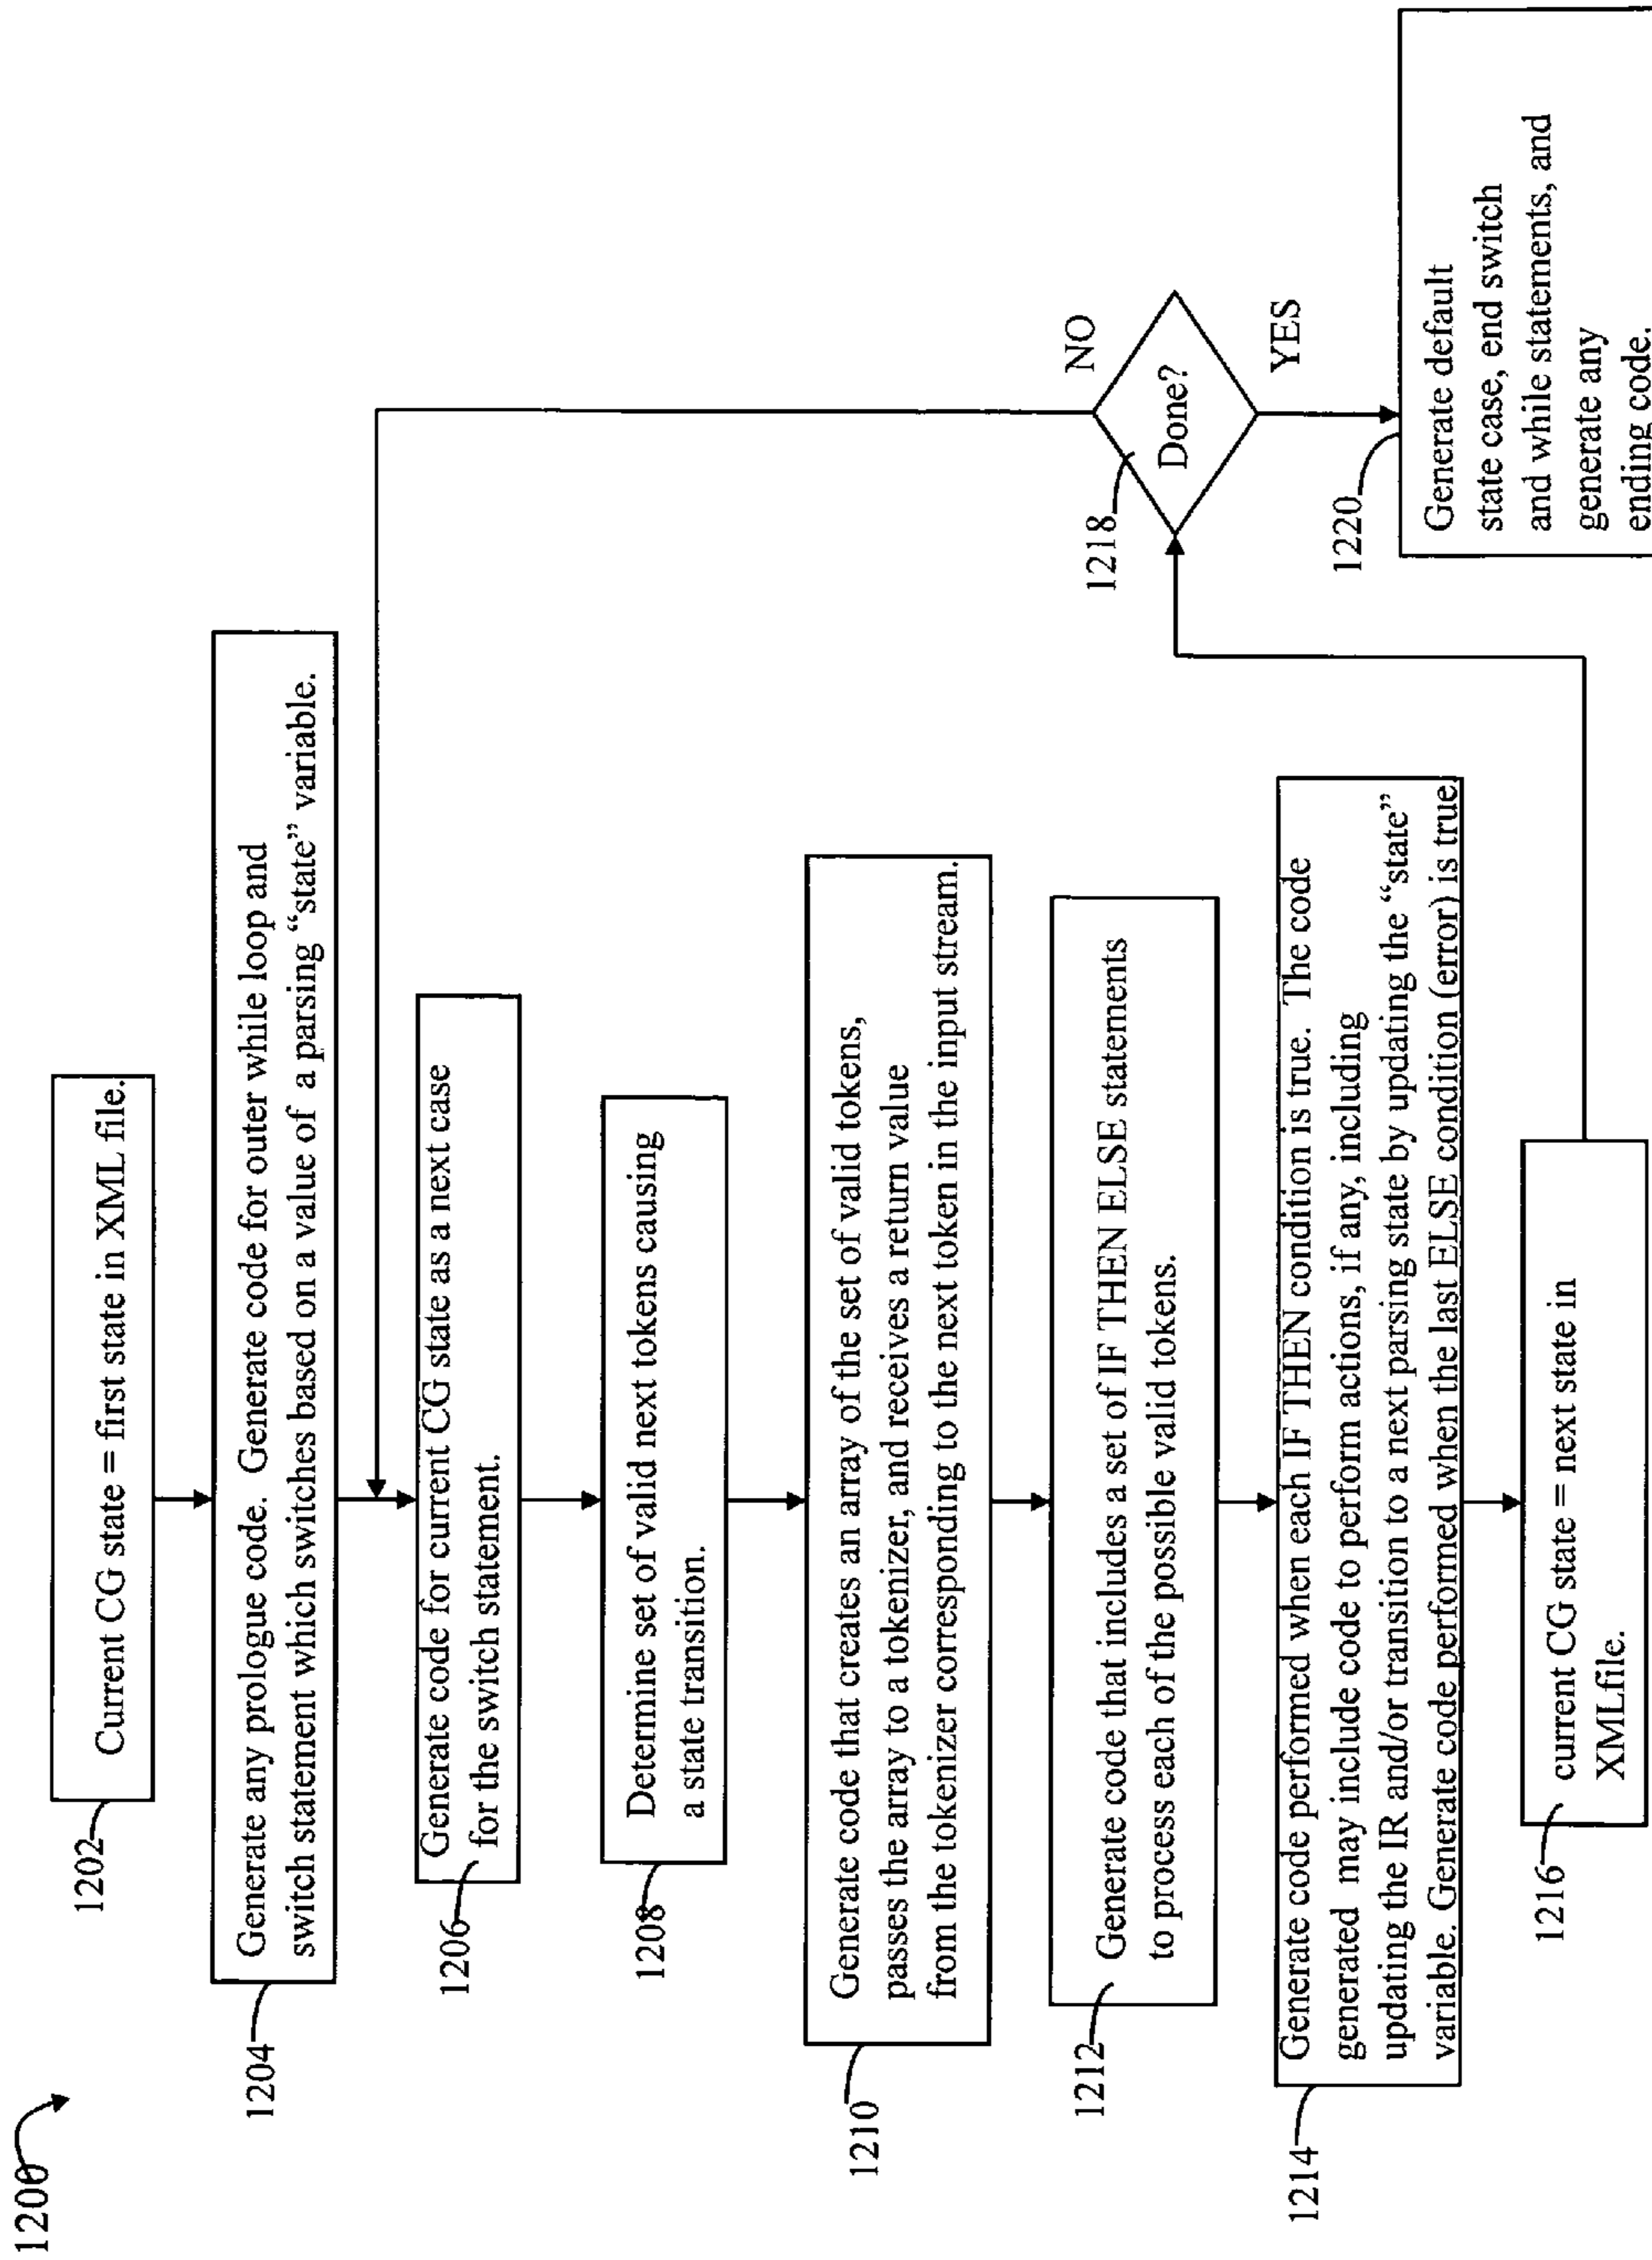 1200
1202
Current CG state = first state in XML file.
1204
Generate any prologue code. Generate code for outer while loop and
switch statement which switches based on a value of a parsing “state” variable.
1206
Generate code for current CG state as a next case
for the switch statement.
1208
Determine set of valid next tokens causing
a state transition.
1210
Generate code that creates an array of the set of valid tokens,
passes the array to a tokenizer, and receives a return value
from the tokenizer corresponding to the next token in the input stream.
1212
Generate code that includes a set of IF THEN ELSE statements
to process each of the possible valid tokens.
1214
Generate code performed when each IF THEN condition is true. The code
generated may include code to perform actions, if any, including
updating the IR and/or transition to a next parsing state by updating the “state”
variable. Generate code performed when the last ELSE condition (error) is true.
1216
current CG state = next state in
XMLfile.
1218
Done?
NO
YES
1220
Generate default
state case, end switch
and while statements, and
generate any
ending code.